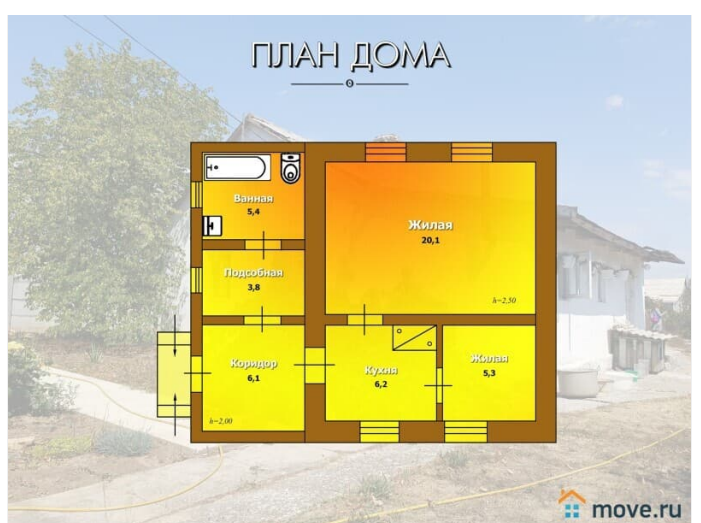 ПЛАН ДОМА
Ванная
5,4
Жилая
20,1
Подсобная
3,8
h=2,50
Коридор
6,1
Кухня
6,2
Жилая
5,3
h=2,00
move.ru